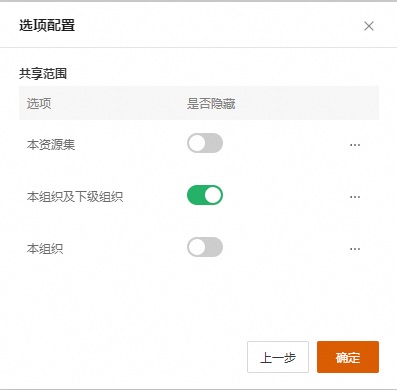 选项配置
共享范围
选项 是否隐藏
本资源集 ...
本组织及下级组织 ...
本组织 ...
上一步 确定